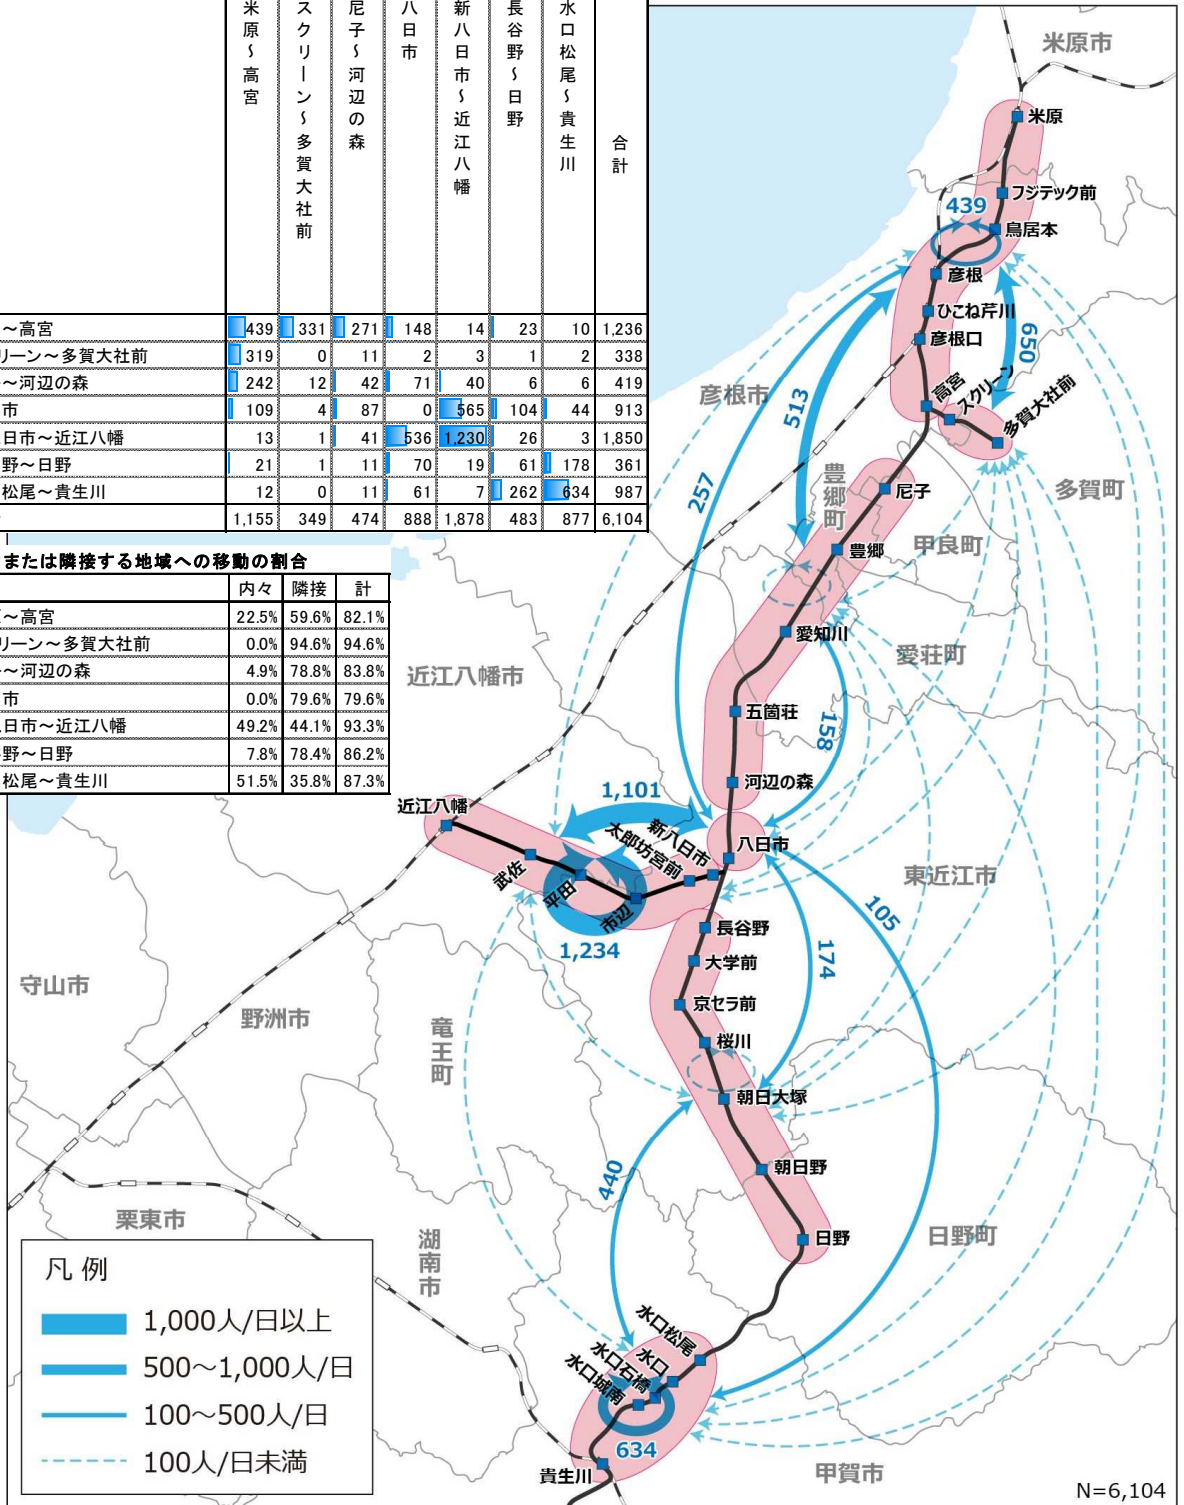 米原～高宮
スクリーン～多賀大社前
尼子～河辺の森
八日市
新八日市～近江八幡
長谷野～日野
水口松尾～貴生川
合計
～高宮 439 331 271 148 14 23 10 1,236
リーン～多賀大社前 319 0 11 2 3 1 2 338
～河辺の森 242 12 42 71 40 6 6 419
市 109 4 87 0 565 104 44 913
日市～近江八幡 13 1 41 536 1,230 26 3 1,850
野～日野 21 1 11 70 19 61 178 361
松尾～貴生川 12 0 11 61 7 262 634 987
1,155 349 474 888 1,878 483 877 6,104
または隣接する地域への移動の割合
内々 隣接 計
～高宮 22.5% 59.6% 82.1%
リーン～多賀大社前 0.0% 94.6% 94.6%
～河辺の森 4.9% 78.8% 83.8%
市 0.0% 79.6% 79.6%
日市～近江八幡 49.2% 44.1% 93.3%
野～日野 7.8% 78.4% 86.2%
松尾～貴生川 51.5% 35.8% 87.3%
米原市
米原
フジテック前
439
鳥居本
彦根
ひこね芹川
彦根口
650
彦根市
513
高宮
スクリーン
多賀大社前
257
豊郷町
尼子
多賀町
豊郷
甲良町
愛知川
愛荘町
近江八幡市
五箇荘
158
河辺の森
1,101
近江八幡
新八日市
太郎坊宮前
八日市
武佐
平田
市辺
東近江市
105
1,234
長谷野
174
大学前
守山市
京セラ前
野洲市
竜王町
桜川
朝日大塚
440
朝日野
栗東市
湖南市
日野
日野町
水口松尾
水口
水口石橋
水口城南
634
貴生川
甲賀市
凡例
1,000人/日以上
500～1,000人/日
100～500人/日
100人/日未満
N=6,104